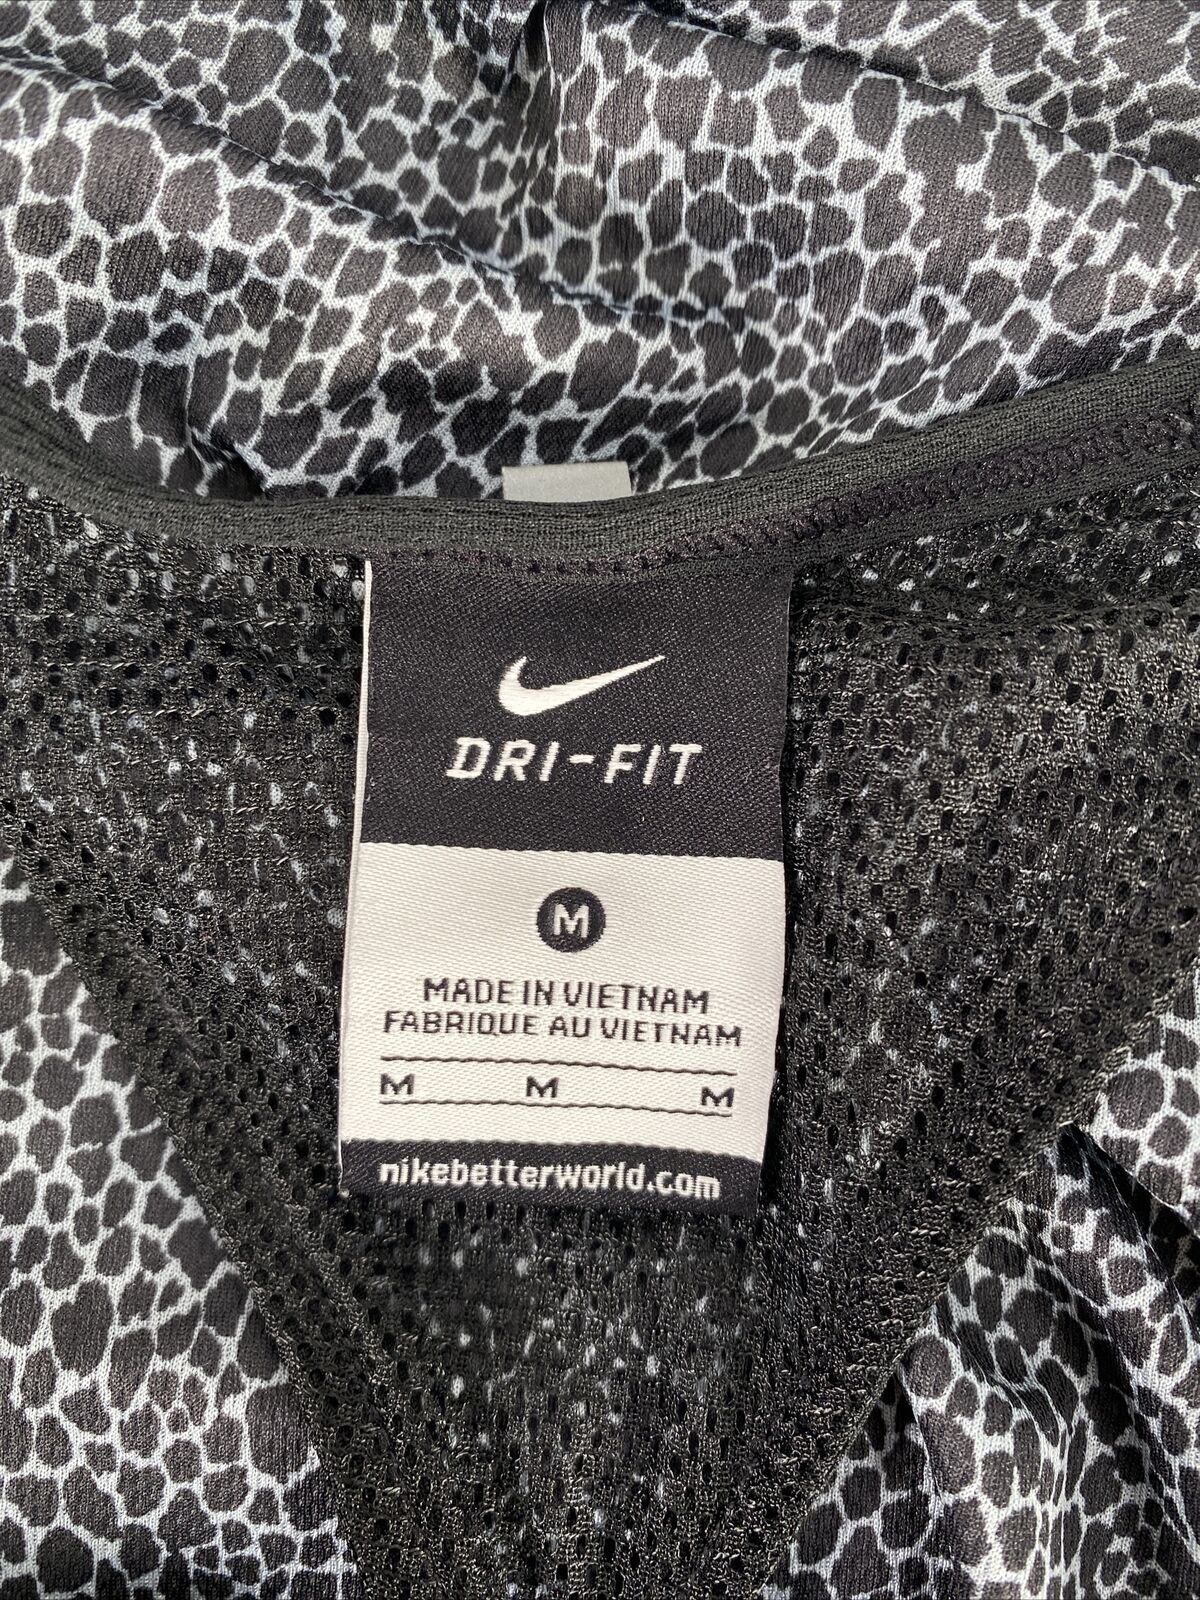 DRI-FIT
M
MADE IN VIETNAM
FABRIQUE AU VIETNAM
M M M
nikebetterworld.com